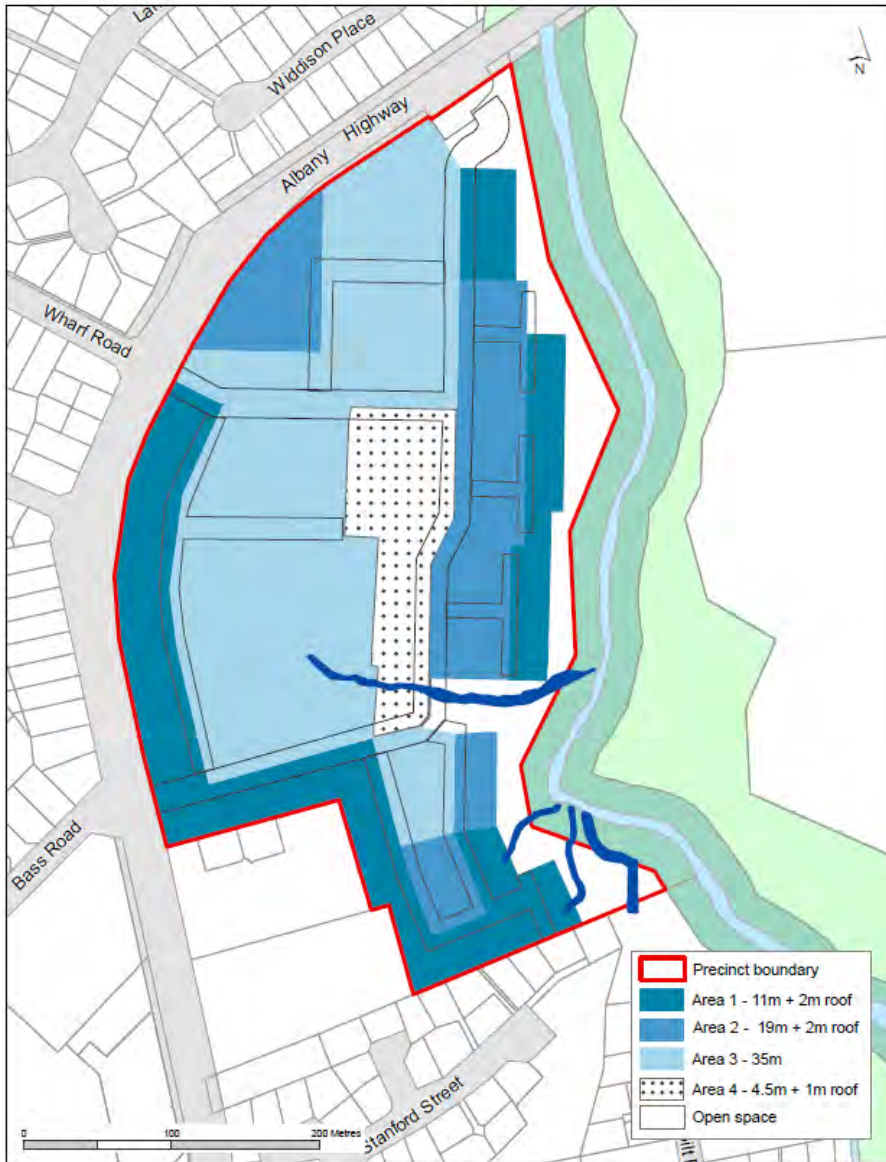 Widdison Place
Albany Highway
N
Wharf Road
Bass Road
Stanford Street
Precinct boundary
Area 1 - 11m + 2m roof
Area 2 - 19m + 2m roof
Area 3 - 35m
Area 4 - 4.5m + 1m roof
Open space
0 100 200 Metres